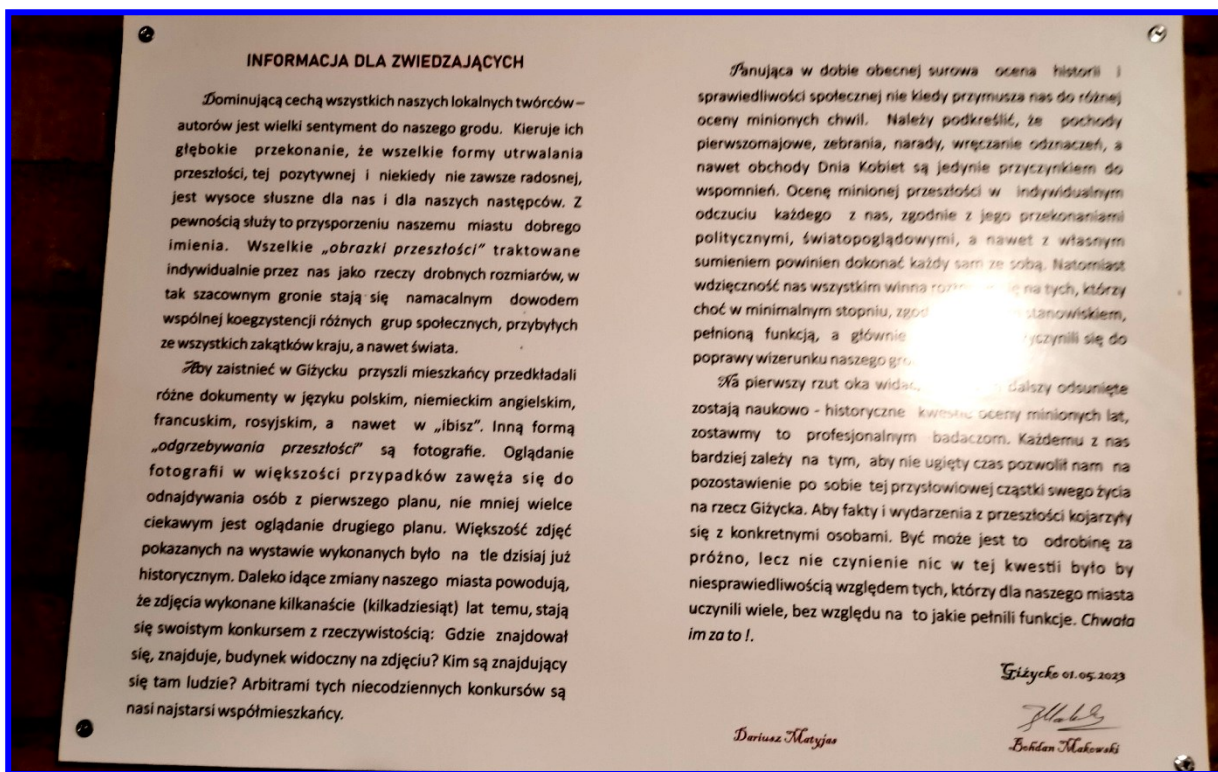 INFORMACJA DLA ZWIEDZAJĄCYCH
Dominującą cechą wszystkich naszych lokalnych twórców –
autorów jest wielki sentyment do naszego grodu. Kieruje ich
głębokie przekonanie, że wszelkie formy utrwalania
przeszłości, tej pozytywnej i niekiedy nie zawsze radosnej,
jest wysoce słuszne dla nas i dla naszych następców. Z
pewnością służy to przysporzeniu naszemu miastu dobrego
imienia. Wszelkie „obrazki przeszłości” traktowane
indywidualnie przez nas jako rzeczy drobnych rozmiarów, w
tak szacownym gronie stają się namacalnym dowodem
wspólnej koegzystencji różnych grup społecznych, przybyłych
ze wszystkich zakątków kraju, a nawet świata.
Aby zaistnieć w Giżycku przyszli mieszkańcy przedkładali
różne dokumenty w języku polskim, niemieckim angielskim,
francuskim, rosyjskim, a nawet w „ibisz”. Inną formą
„odgrzebywania przeszłości” są fotografie. Oglądanie
fotografii w większości przypadków zawęża się do
odnajdywania osób z pierwszego planu, nie mniej wielce
ciekawym jest oglądanie drugiego planu. Większość zdjęć
pokazanych na wystawie wykonanych było na tle dzisiaj już
historycznym. Daleko idące zmiany naszego miasta powodują,
że zdjęcia wykonane kilkanaście (kilkadziesiąt) lat temu, stają
się swoistym konkursem z rzeczywistością: Gdzie znajdował
się, znajduje, budynek widoczny na zdjęciu? Kim są znajdujący
się tam ludzie? Arbitrami tych niecodziennych konkursów są
nasi najstarsi współmieszkańcy.
Panująca w dobie obecnej surowa ocena historii i
sprawiedliwości społecznej nie kiedy przymusza nas do różnej
oceny minionych chwil. Należy podkreślić, że pochody
pierwszomajowe, zebrania, narady, wręczanie odznaczeń, a
nawet obchody Dnia Kobiet są jedynie przyczynkiem do
wspomnień. Ocenę minionej przeszłości w indywidualnym
odczuciu każdego z nas, zgodnie z jego przekonaniami
politycznymi, światopoglądowymi, a nawet z własnym
sumieniem powinien dokonać każdy sam ze sobą. Natomiast
wdzięczność nas wszystkim winna na tych, którzy
choć w minimalnym stopniu, stanowiskiem,
pełnioną funkcją, a głównie się do
poprawy wizerunku naszego
Na pierwszy rzut oka dalszy odsunięte
zostają naukowo - historyczne kwestie oceny minionych lat,
zostawmy to profesjonalnym badaczom. Każdemu z nas
bardziej zależy na tym, aby nie ugięty czas pozwolił nam na
pozostawienie po sobie tej przysłowiowej cząstki swego życia
na rzecz Giżycka. Aby fakty i wydarzenia z przeszłości kojarzyły
się z konkretnymi osobami. Być może jest to odrobinę za
próżno, lecz nie czynienie nic w tej kwestii było by
niesprawiedliwością względem tych, którzy dla naszego miasta
uczynili wiele, bez względu na to jakie pełnili funkcje. Chwała
im za to !.
Giżycko 01.05.2023
Dariusz Matyjas
Bohdan Makowski